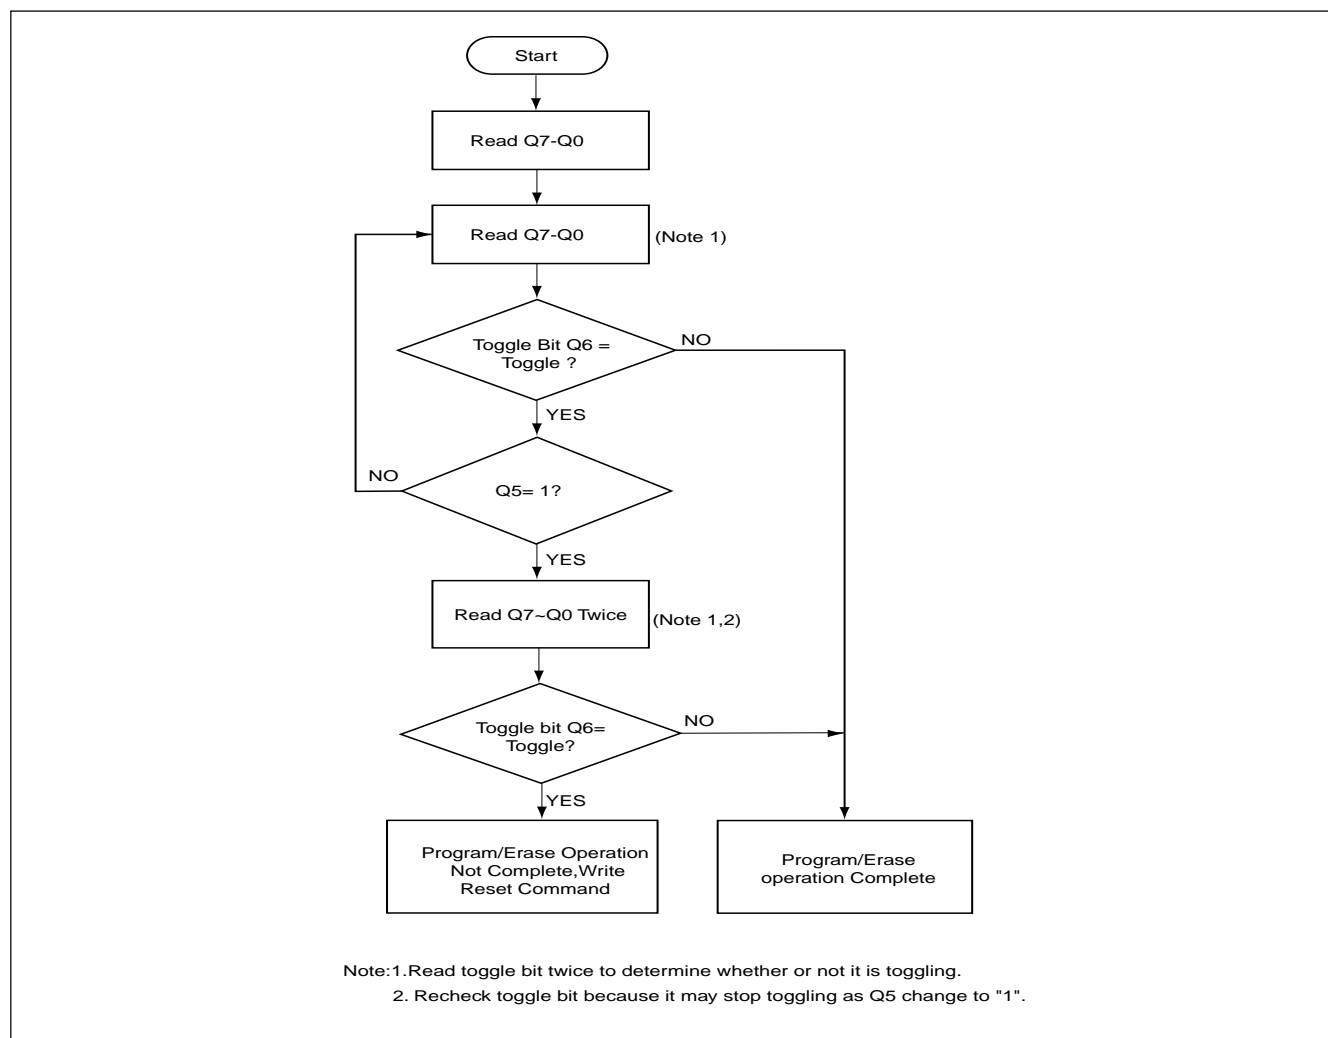 Start
Read Q7-Q0
Read Q7-Q0
(Note 1)
Toggle Bit Q6 =
Toggle ?
NO
YES
NO
Q5= 1?
YES
Read Q7~Q0 Twice
(Note 1,2)
Toggle bit Q6=
Toggle?
NO
YES
Program/Erase Operation
Not Complete,Write
Reset Command
Program/Erase
operation Complete
Note:1.Read toggle bit twice to determine whether or not it is toggling.
2. Recheck toggle bit because it may stop toggling as Q5 change to "1".